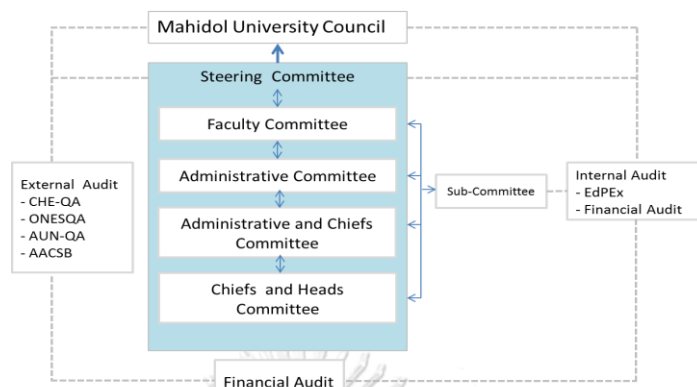 Mahidol University Council
Steering Committee
Faculty Committee
Administrative Committee
Administrative and Chiefs
Committee
Chiefs and Heads
Committee
External Audit
- CHE-QA
- ONESQA
- AUN-QA
- AACSB
Sub-Committee
Internal Audit
- EdPEx
- Financial Audit
Financial Audit